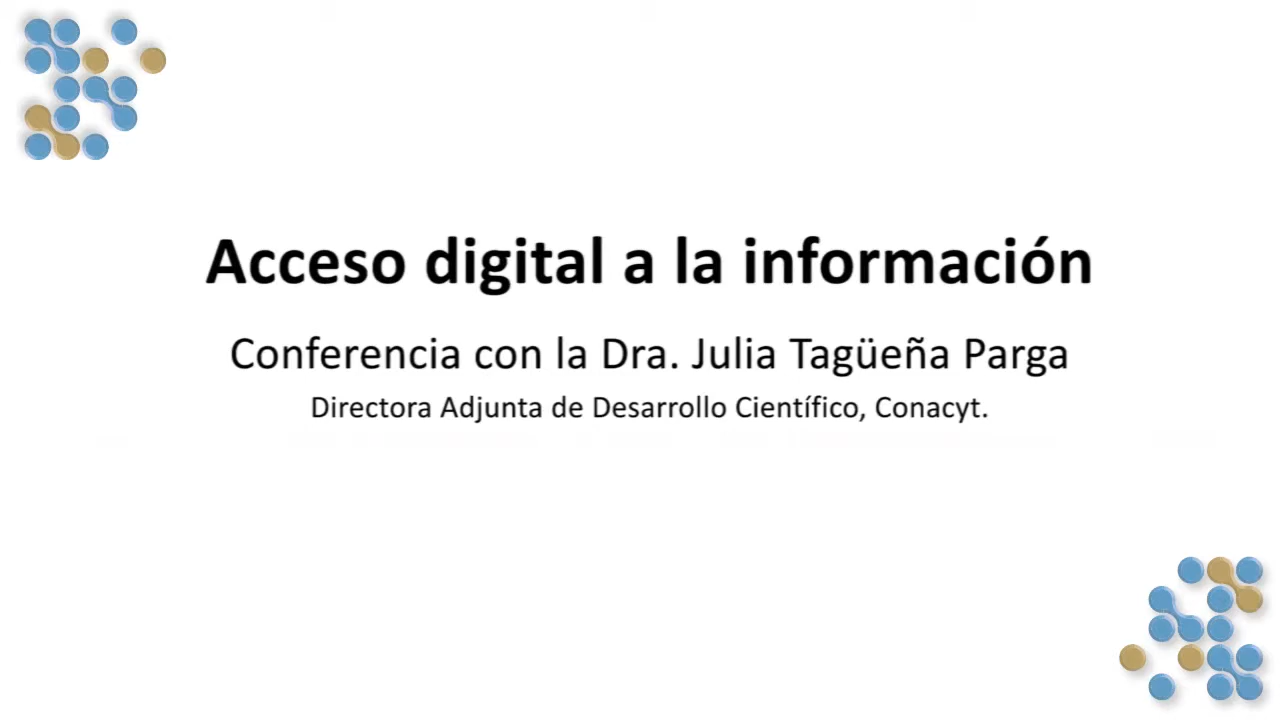 Acceso digital a la información
Conferencia con la Dra. Julia Tagüeña Parga
Directora Adjunta de Desarrollo Científico, Conacyt.